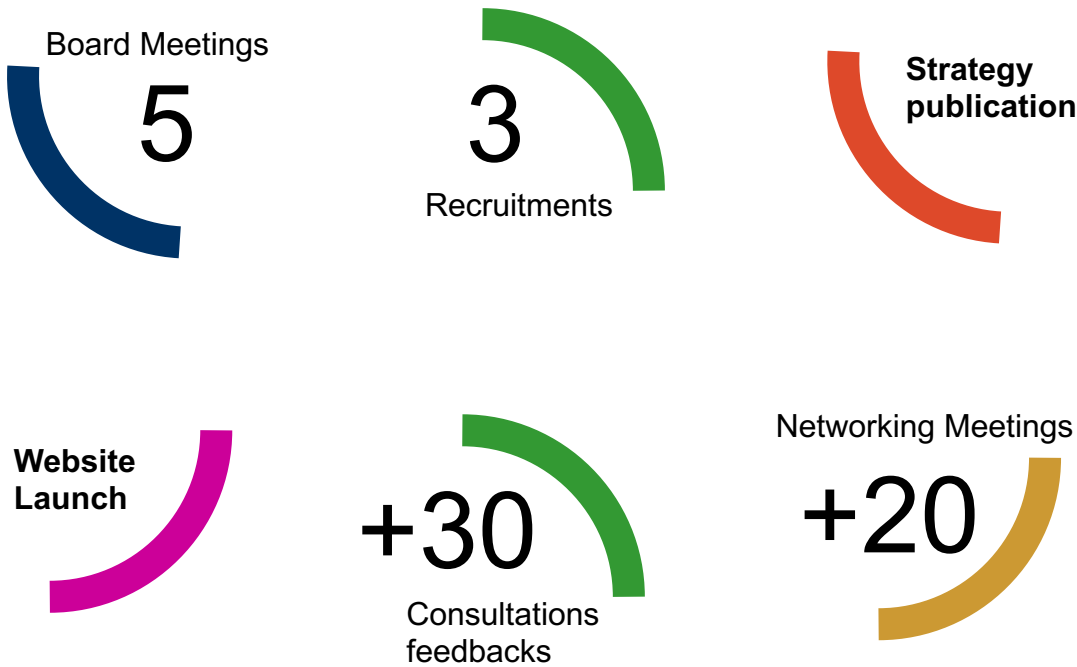 Board Meetings
5
3
Recruitments
Strategy
publication
Website
Launch
+30
Consultations
feedbacks
Networking Meetings
+20